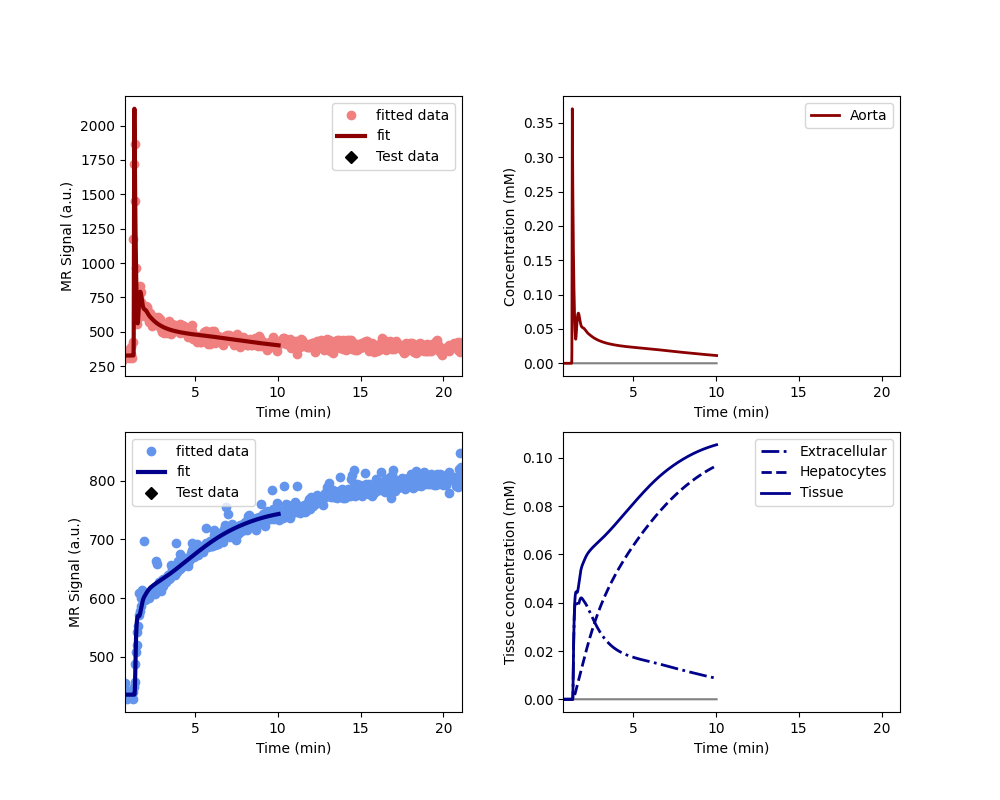 MR Signal (a.u.)
2000
1750
1500
1250
1000
750
500
250
fitted data
fit
Test data
5
10
15
20
Time (min)
Concentration (mM)
0.35
0.30
0.25
0.20
0.15
0.10
0.05
0.00
Aorta
5
10
15
20
Time (min)
MR Signal (a.u.)
800
700
600
500
fitted data
fit
Test data
5
10
15
20
Time (min)
Tissue concentration (mM)
0.10
0.08
0.06
0.04
0.02
0.00
Extracellular
Hepatocytes
Tissue
5
10
15
20
Time (min)